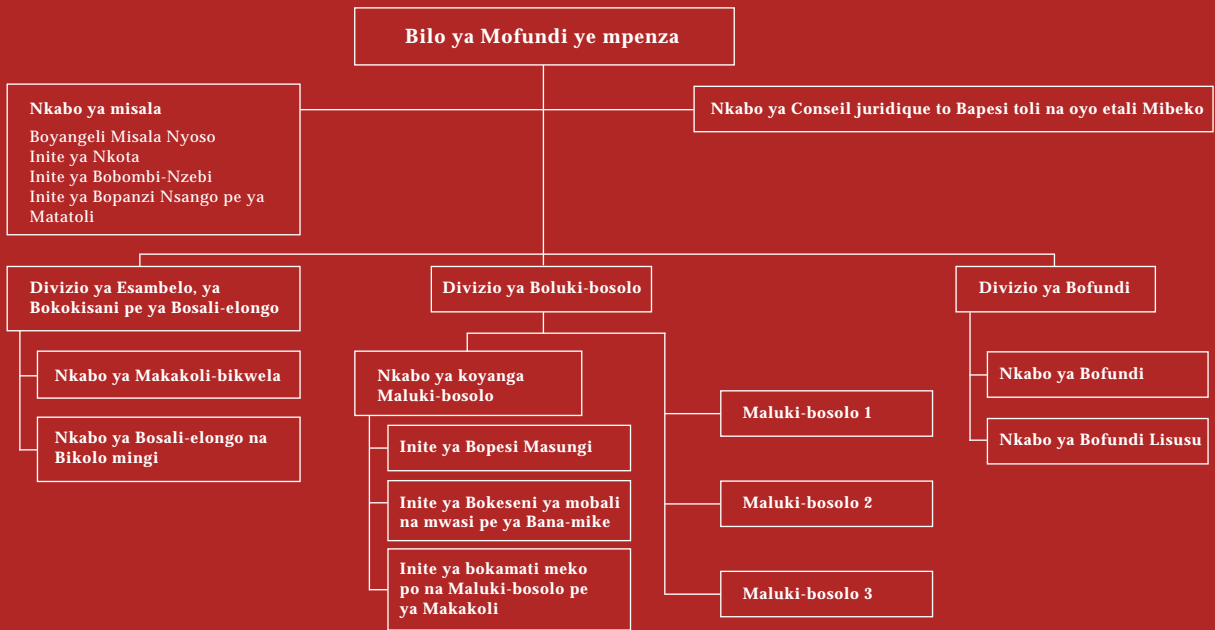 Bilo ya Mofundi ye mpenza
Nkabo ya misala
Boyangeli Misala Nyoso
Inite ya Nkota
Inite ya Bobombi-Nzebi
Inite ya Bopanzi Nsango pe ya
Matatoli
Nkabo ya Conseil juridique to Bapesi toli na oyo etali Mibeko
Divizio ya Esambelo, ya
Bokokisani pe ya Bosali-elongo
Nkabo ya Makakoli-bikwela
Nkabo ya Bosali-elongo na
Bikolo mingi
Divizio ya Boluki-bosolo
Nkabo ya koyanga
Maluki-bosolo
Inite ya Bopesi Masungi
Inite ya Bokeseni ya mobali
na mwasi pe ya Bana-mike
Inite ya bokamati meko
po na Maluki-bosolo pe
ya Makakoli
Maluki-bosolo 1
Maluki-bosolo 2
Maluki-bosolo 3
Divizio ya Bofundi
Nkabo ya Bofundi
Nkabo ya Bofundi Lisusu